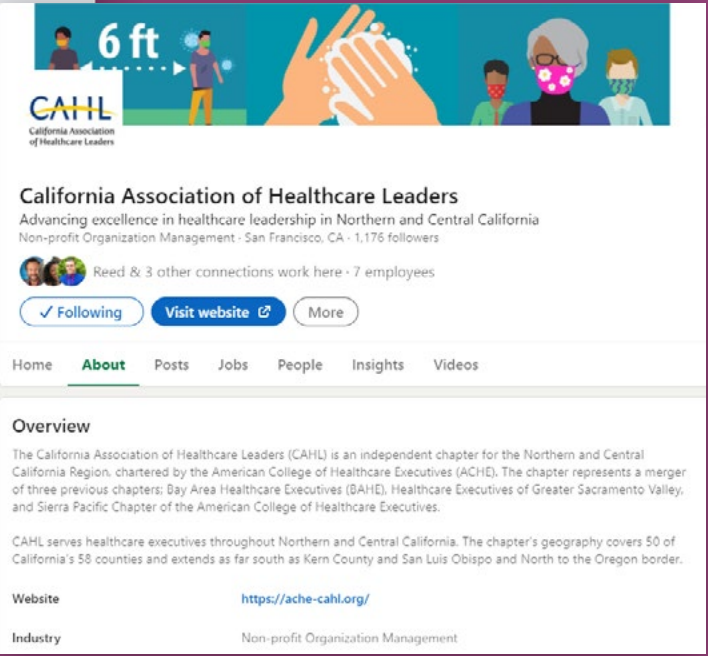 6 ft
CAHL
California Association
of Healthcare Leaders
California Association of Healthcare Leaders
Advancing excellence in healthcare leadership in Northern and Central California
Non-profit Organization Management · San Francisco, CA · 1,176 followers
Reed & 3 other connections work here · 7 employees
✓ Following
Visit website
More
Home About Posts Jobs People Insights Videos
Overview
The California Association of Healthcare Leaders (CAHL) is an independent chapter for the Northern and Central
California Region, chartered by the American College of Healthcare Executives (ACHE). The chapter represents a merger
of three previous chapters; Bay Area Healthcare Executives (BAHE), Healthcare Executives of Greater Sacramento Valley,
and Sierra Pacific Chapter of the American College of Healthcare Executives.
CAHL serves healthcare executives throughout Northern and Central California. The chapter's geography covers 50 of
California's 58 counties and extends as far south as Kern County and San Luis Obispo and North to the Oregon border.
Website https://ache-cahl.org/
Industry Non-profit Organization Management